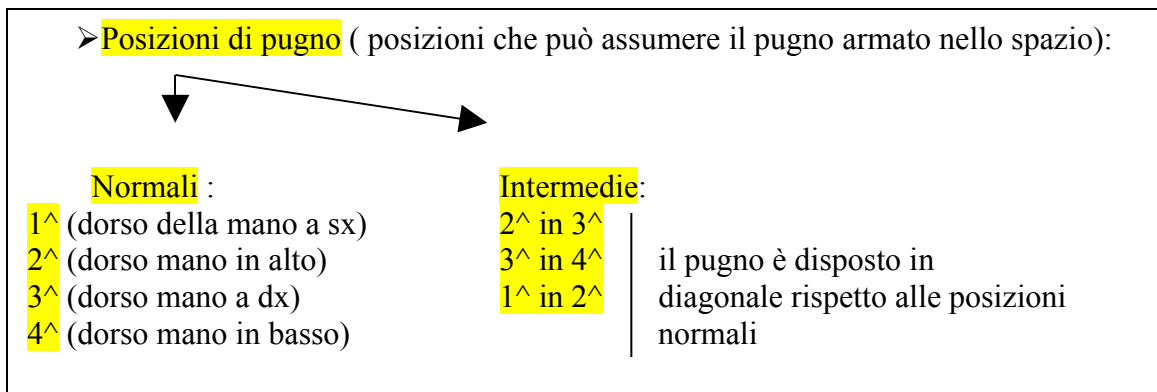 ➢Posizioni di pugno ( posizioni che può assumere il pugno armato nello spazio):
Normali :
1^ (dorso della mano a sx)
2^ (dorso mano in alto)
3^ (dorso mano a dx)
4^ (dorso mano in basso)
Intermedie:
2^ in 3^
3^ in 4^
1^ in 2^
il pugno è disposto in
diagonale rispetto alle posizioni
normali